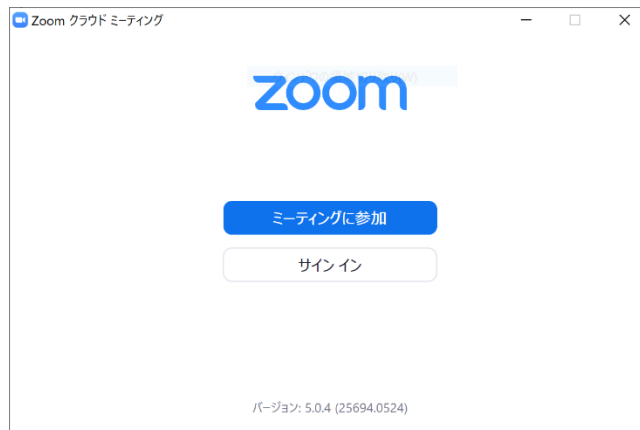 Zoom クラウド ミーティング
zoom
ミーティングに参加
サイン イン
バージョン: 5.0.4 (25694.0524)